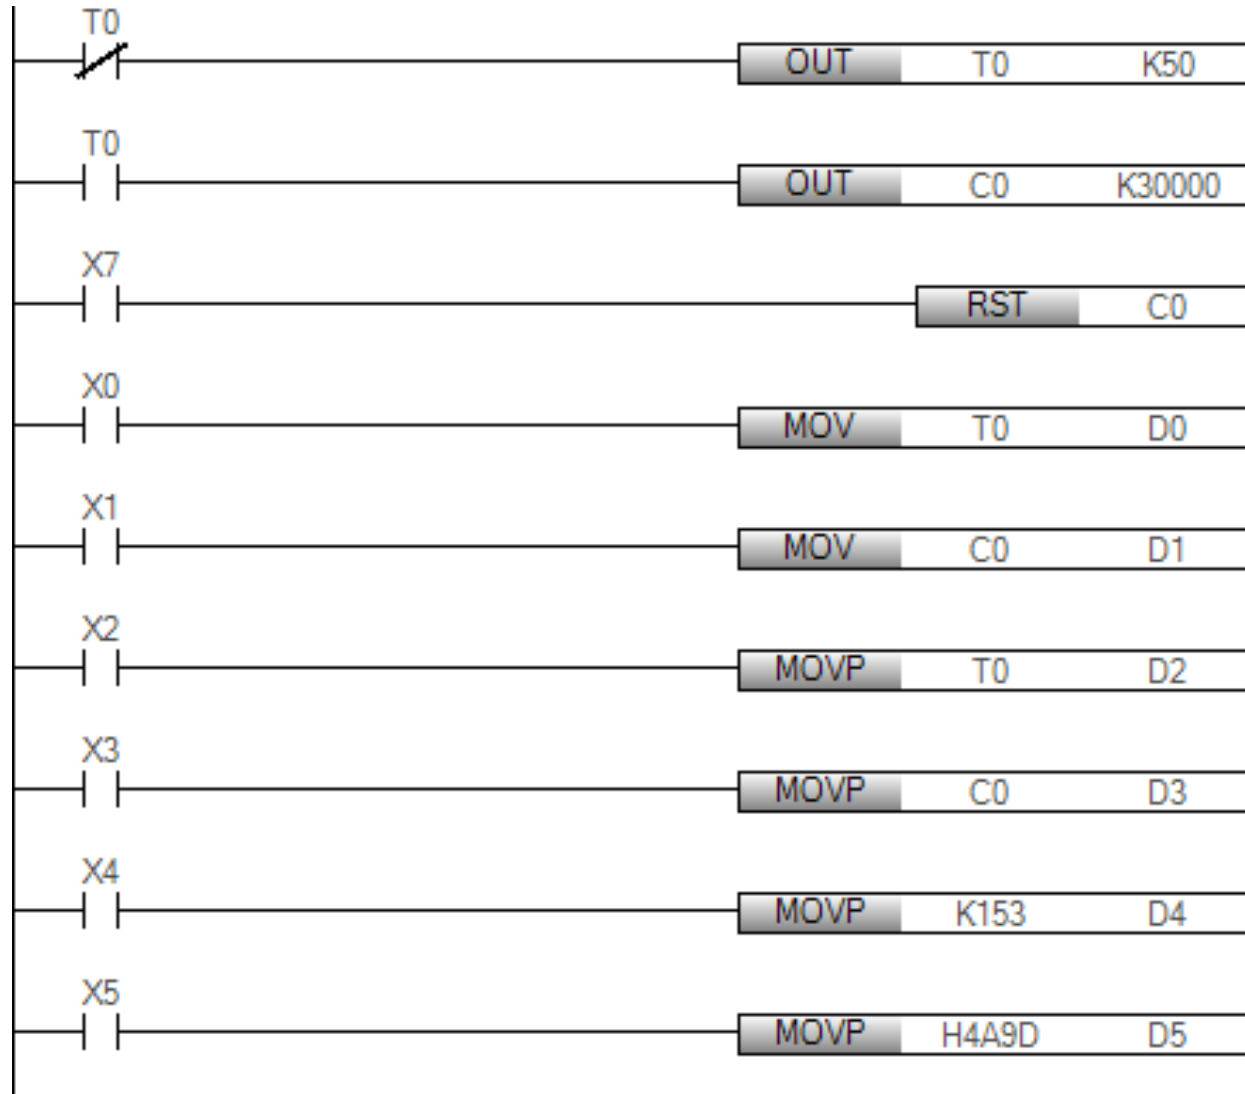 T0
OUT T0 K50
T0
OUT C0 K30000
X7
RST C0
X0
MOV T0 D0
X1
MOV C0 D1
X2
MOVP T0 D2
X3
MOVP C0 D3
X4
MOVP K153 D4
X5
MOVP H4A9D D5